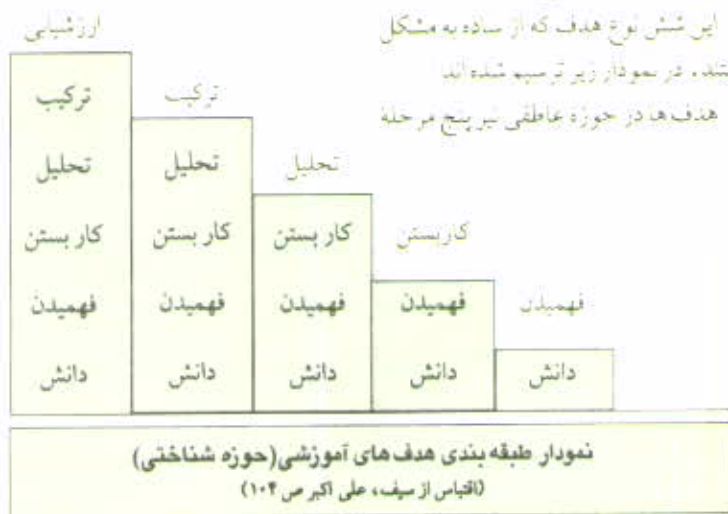 این شش نوع هدف که از ساده به مشکل
تند، در نمودار زیر ترسیم شده اند
هدف ها در حوزه عاطفی نیز پنج مرحله
ارزشیابی
ترکیب
تحلیل
کار بستن
فهمیدن
دانش
ترکیب
تحلیل
کار بستن
فهمیدن
دانش
تحلیل
کار بستن
فهمیدن
دانش
کاربستن
فهمیدن
دانش
فهمیدن
دانش
نمودار طبقه بندی هدف های آموزشی(حوزه شناختی)
(اقتباس از سیف، علی اکبر ص ۱۰۴)